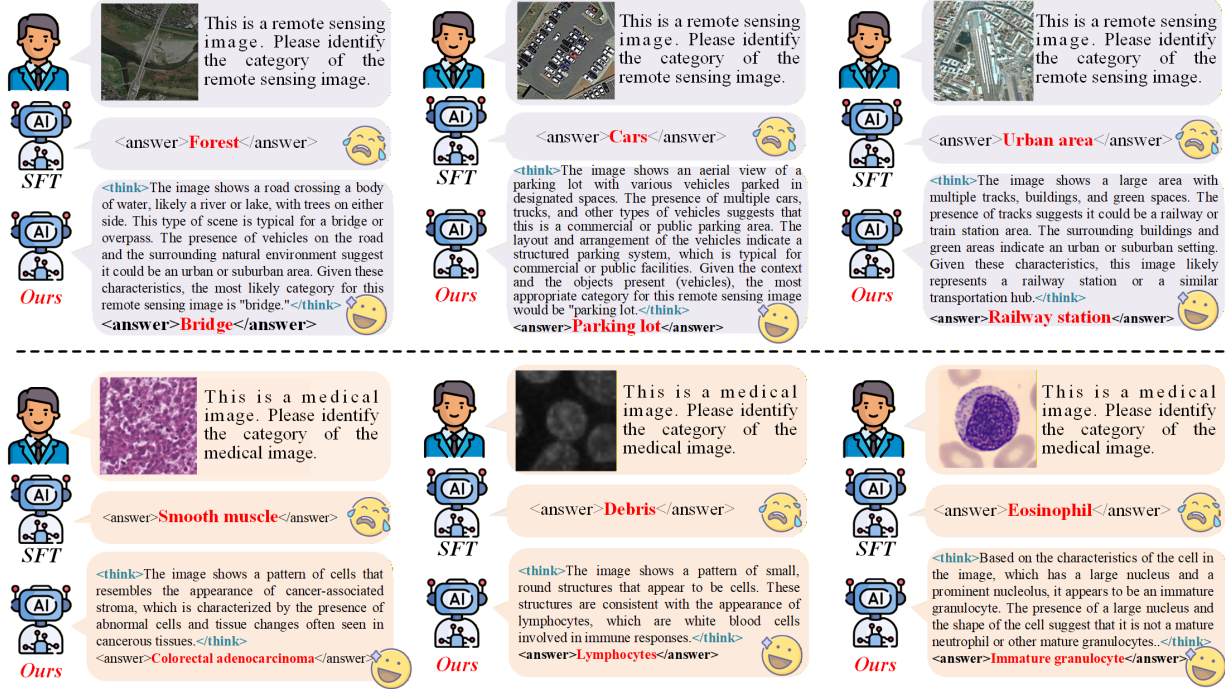 This is a remote sensing
image. Please identify
the category of the
remote sensing image.
AI
<answer>Forest</answer>
SFT
<think>The image shows a road crossing a body
of water, likely a river or lake, with trees on either
side. This type of scene is typical for a bridge or
overpass. The presence of vehicles on the road
and the surrounding natural environment suggest
it could be an urban or suburban area. Given these
characteristics, the most likely category for this
remote sensing image is "bridge."</think>
<answer>Bridge</answer>
AI
Ours
This is a remote sensing
image. Please identify
the category of the
remote sensing image.
AI
<answer>Cars</answer>
SFT
<think>The image shows an aerial view of a
parking lot with various vehicles parked in
designated spaces. The presence of multiple cars,
trucks, and other types of vehicles suggests that
this is a commercial or public parking area. The
layout and arrangement of the vehicles indicate a
structured parking system, which is typical for
commercial or public facilities. Given the context
and the objects present (vehicles), the most
appropriate category for this remote sensing image
would be "parking lot.</think>
<answer>Parking lot</answer>
AI
Ours
This is a remote sensing
image. Please identify
the category of the
remote sensing image.
AI
<answer>Urban area</answer>
SFT
<think>The image shows a large area with
multiple tracks, buildings, and green spaces. The
presence of tracks suggests it could be a railway or
train station area. The surrounding buildings and
green areas indicate an urban or suburban setting.
Given these characteristics, this image likely
represents a railway station or a similar
transportation hub.</think>
<answer>Railway station</answer>
AI
Ours
This is a medical
image. Please identify
the category of the
medical image.
AI
<answer>Smooth muscle</answer>
SFT
<think>The image shows a pattern of cells that
resembles the appearance of cancer-associated
stroma, which is characterized by the presence of
abnormal cells and tissue changes often seen in
cancerous tissues.</think>
<answer>Colorectal adenocarcinoma</answer>
AI
Ours
This is a medical
image. Please identify
the category of the
medical image.
AI
<answer>Debris</answer>
SFT
<think>The image shows a pattern of small,
round structures that appear to be cells. These
structures are consistent with the appearance of
lymphocytes, which are white blood cells
involved in immune responses.</think>
<answer>Lymphocytes</answer>
AI
Ours
This is a medical
image. Please identify
the category of the
medical image.
AI
<answer>Eosinophil</answer>
SFT
<think>Based on the characteristics of the cell in
the image, which has a large nucleus and a
prominent nucleolus, it appears to be an immature
granulocyte. The presence of a large nucleus and
the shape of the cell suggest that it is not a mature
neutrophil or other mature granulocytes..</think>
<answer>Immature granulocyte</answer>
AI
Ours